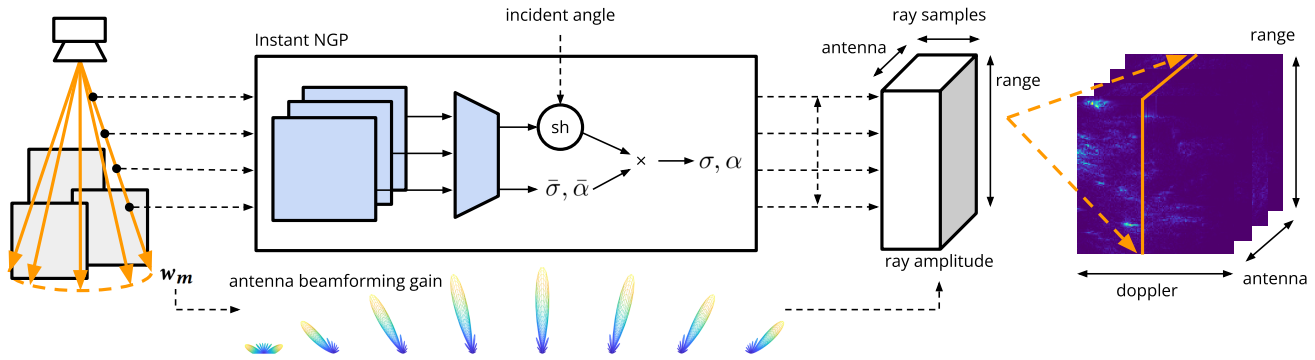 incident angle
Instant NGP
sh
×
σ̄, ᾱ
σ, α
w_m
antenna beamforming gain
ray samples
antenna
range
ray amplitude
range
doppler
antenna